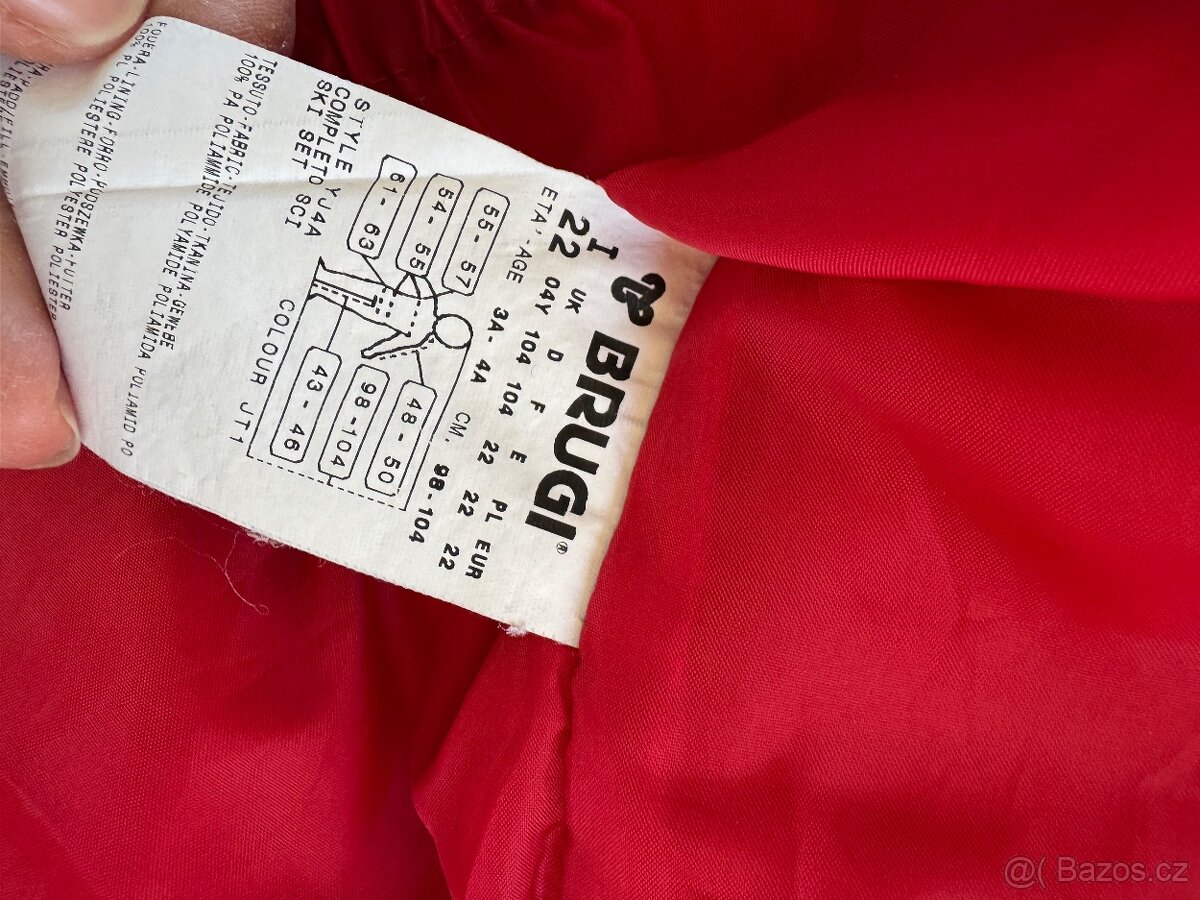 BRUGI®
I UK D F E PL EUR
22 04Y 104 104 22 22 22
ETA'-AGE 3A-4A CM. 98-104
55-57
54-55
61-63
48-50
98-104
43-46
STYLE YJ4A COLOUR JT1
COMPLETO SCI
SKI SET
TESSUTO-FABRIC-TEJIDO-TKANINA-GEWEBE
100% PA POLIAMMIDE POLYAMIDE POLIAMIDA POLIAMID PO
FODERA-LINING-FORRO-PODSZEWKA-FUTTER
100% PL POLIESTERE POLYESTER POLIESTER
@( Bazos.cz